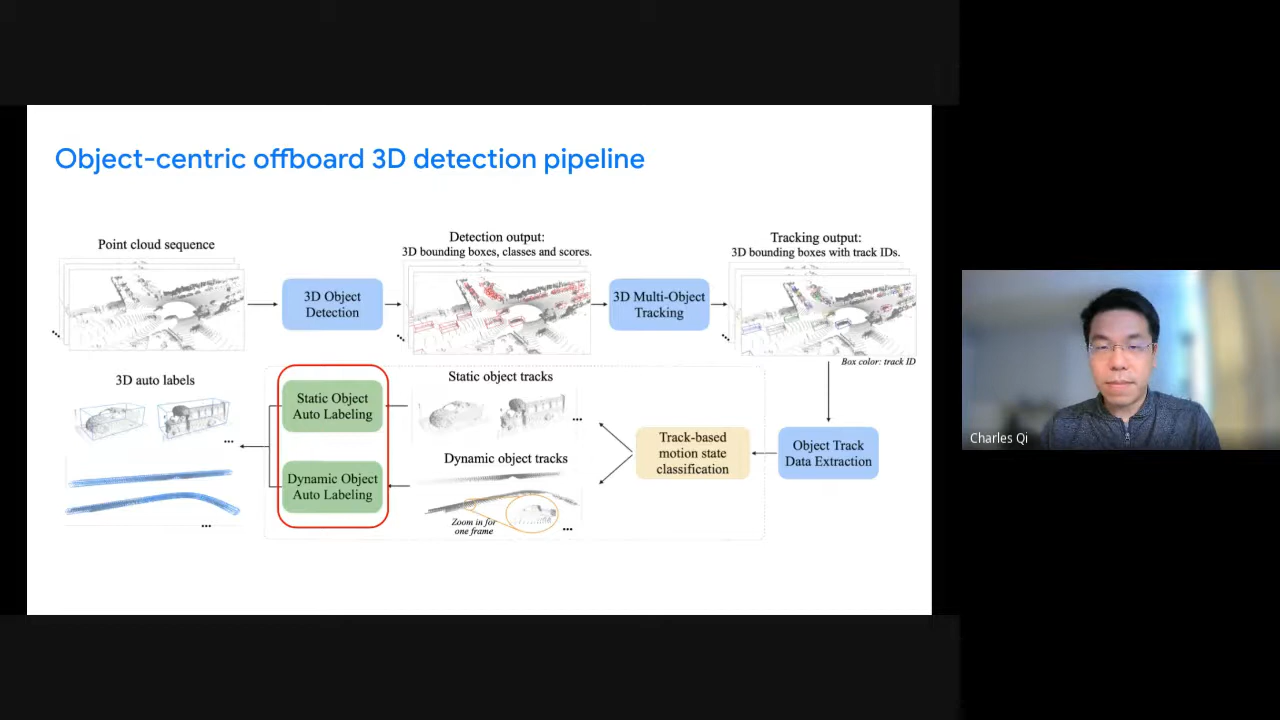 Object-centric offboard 3D detection pipeline
Point cloud sequence
3D Object
Detection
Detection output:
3D bounding boxes, classes and scores.
3D Multi-Object
Tracking
Tracking output:
3D bounding boxes with track IDs.
Box color: track ID
3D auto labels
Static Object
Auto Labeling
Static object tracks
Dynamic Object
Auto Labeling
Dynamic object tracks
Zoom in for
one frame
Track-based
motion state
classification
Object Track
Data Extraction
Charles Qi